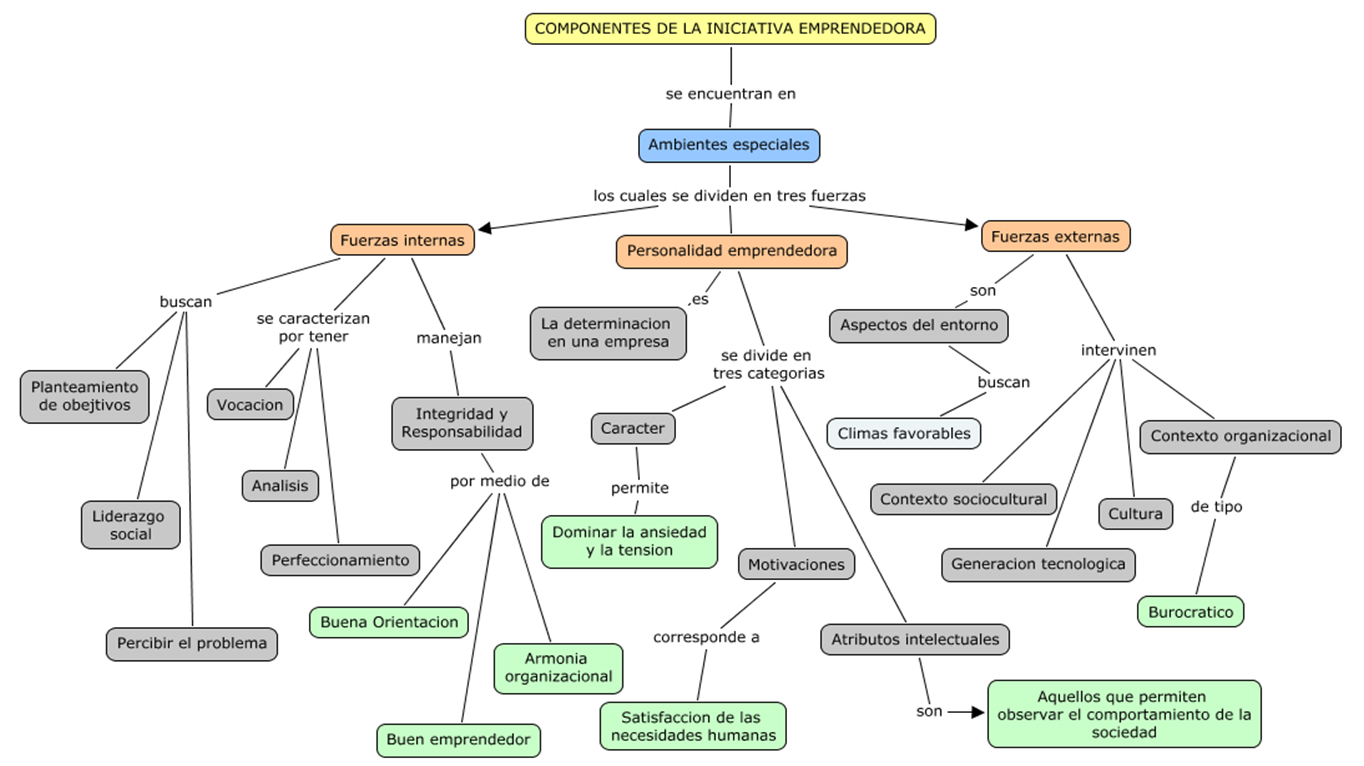 COMPONENTES DE LA INICIATIVA EMPRENDEDORA
se encuentran en
Ambientes especiales
los cuales se dividen en tres fuerzas
Fuerzas internas
Personalidad emprendedora
Fuerzas externas
buscan
se caracterizan
por tener
manejan
es
La determinacion
en una empresa
se divide en
tres categorias
son
Aspectos del entorno
intervinen
buscan
Climas favorables
Planteamiento
de obejtivos
Vocacion
Integridad y
Responsabilidad
Caracter
Contexto organizacional
Liderazgo
social
Analisis
por medio de
permite
Contexto sociocultural
Cultura
de tipo
Perfeccionamiento
Dominar la ansiedad
y la tension
Motivaciones
Generacion tecnologica
Burocratico
Percibir el problema
Buena Orientacion
Armonia
organizacional
corresponde a
Atributos intelectuales
Buen emprendedor
Satisfaccion de las
necesidades humanas
son
Aquellos que permiten
observar el comportamiento de la
sociedad